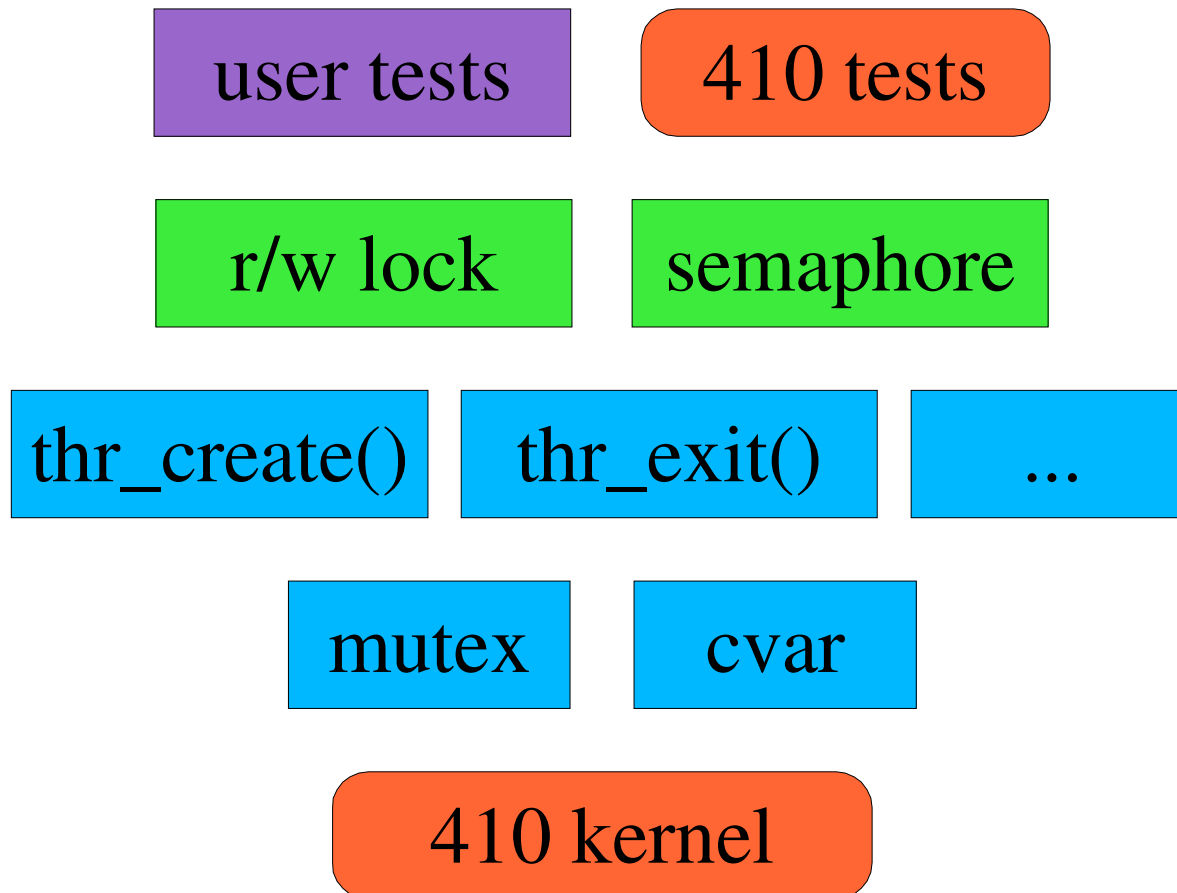 user tests
410 tests
r/w lock
semaphore
thr_create()
thr_exit()
...
mutex
cvar
410 kernel